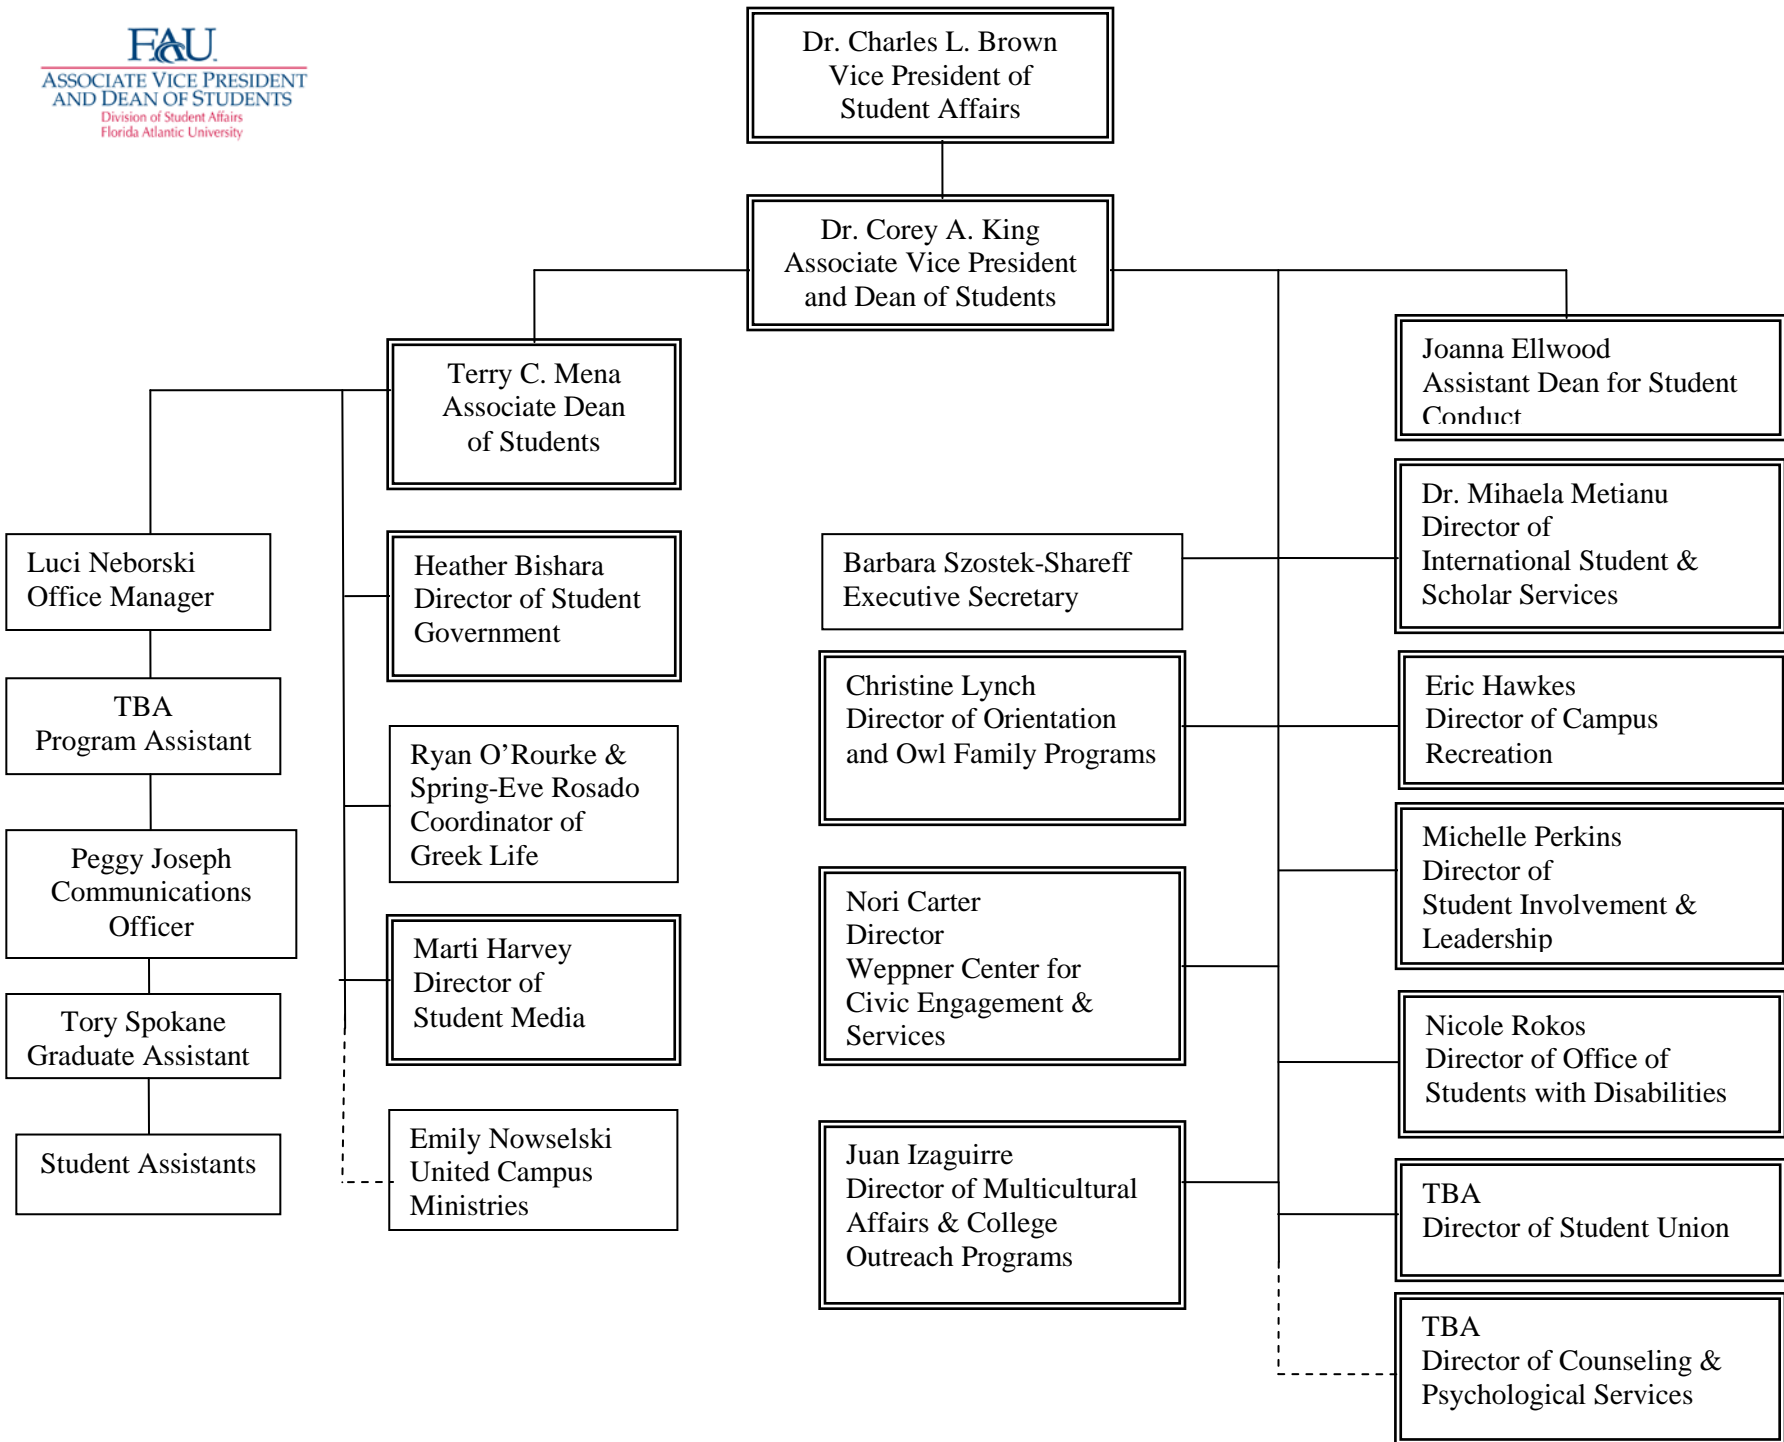 FAU
ASSOCIATE VICE PRESIDENT
AND DEAN OF STUDENTS
Division of Student Affairs
Florida Atlantic University
Dr. Charles L. Brown
Vice President of
Student Affairs
Dr. Corey A. King
Associate Vice President
and Dean of Students
Terry C. Mena
Associate Dean
of Students
Luci Neborski
Office Manager
TBA
Program Assistant
Peggy Joseph
Communications
Officer
Tory Spokane
Graduate Assistant
Student Assistants
Heather Bishara
Director of Student
Government
Ryan O’Rourke &
Spring-Eve Rosado
Coordinator of
Greek Life
Marti Harvey
Director of
Student Media
Emily Nowselski
United Campus
Ministries
Barbara Szostek-Shareff
Executive Secretary
Christine Lynch
Director of Orientation
and Owl Family Programs
Nori Carter
Director
Weppner Center for
Civic Engagement &
Services
Juan Izaguirre
Director of Multicultural
Affairs & College
Outreach Programs
Joanna Ellwood
Assistant Dean for Student
Conduct
Dr. Mihaela Metianu
Director of
International Student &
Scholar Services
Eric Hawkes
Director of Campus
Recreation
Michelle Perkins
Director of
Student Involvement &
Leadership
Nicole Rokos
Director of Office of
Students with Disabilities
TBA
Director of Student Union
TBA
Director of Counseling &
Psychological Services